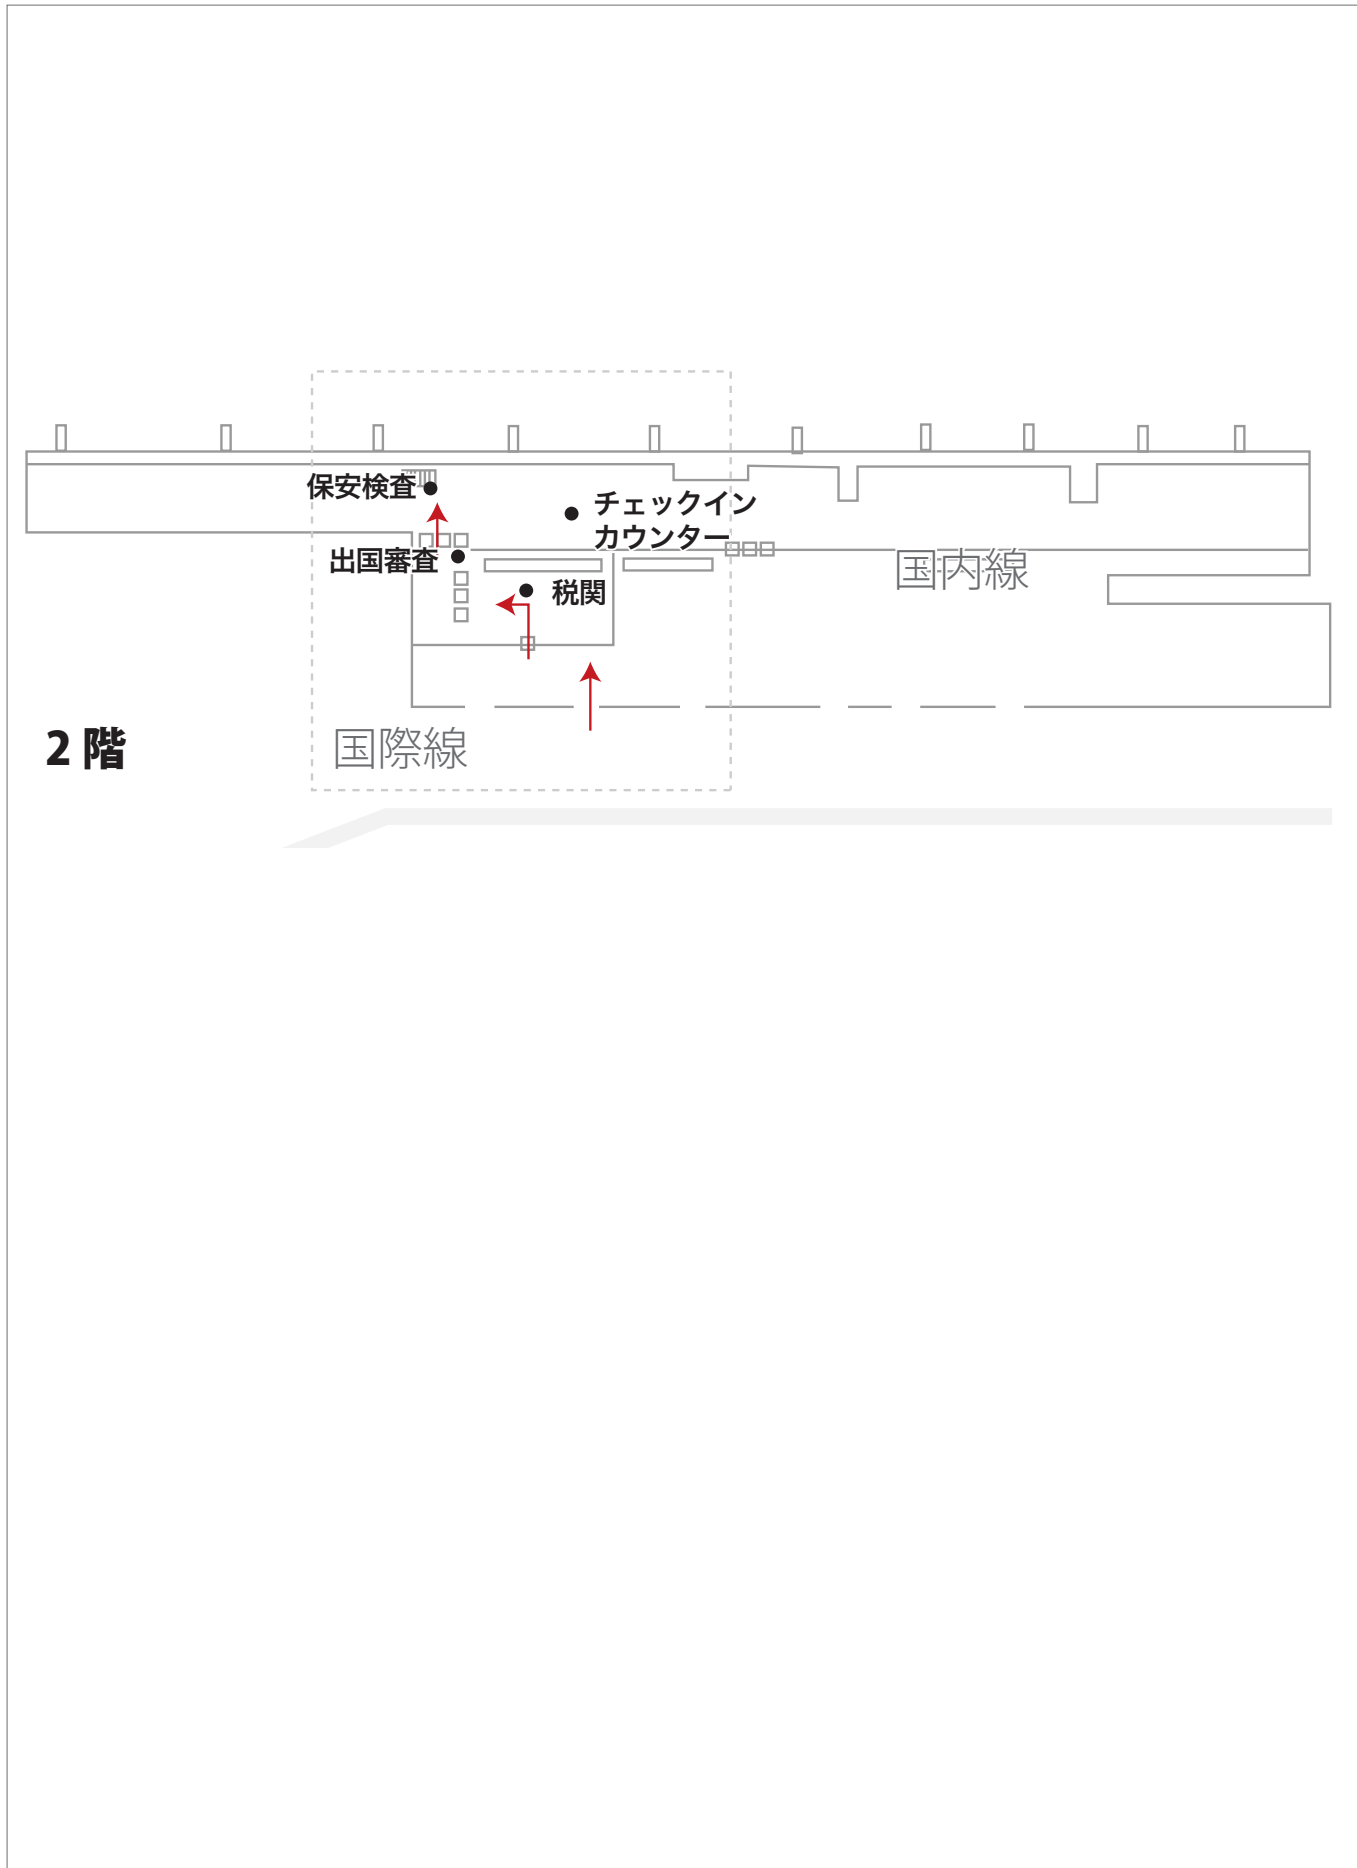 保安検査
チェックイン
カウンター
出国審査
国内線
税関
2 階
国際線